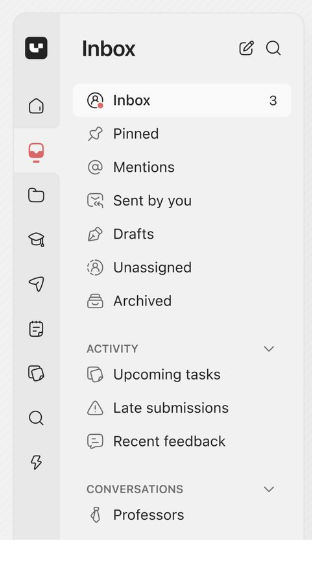 Inbox
Inbox 3
Pinned
Mentions
Sent by you
Drafts
Unassigned
Archived
ACTIVITY
Upcoming tasks
Late submissions
Recent feedback
CONVERSATIONS
Professors